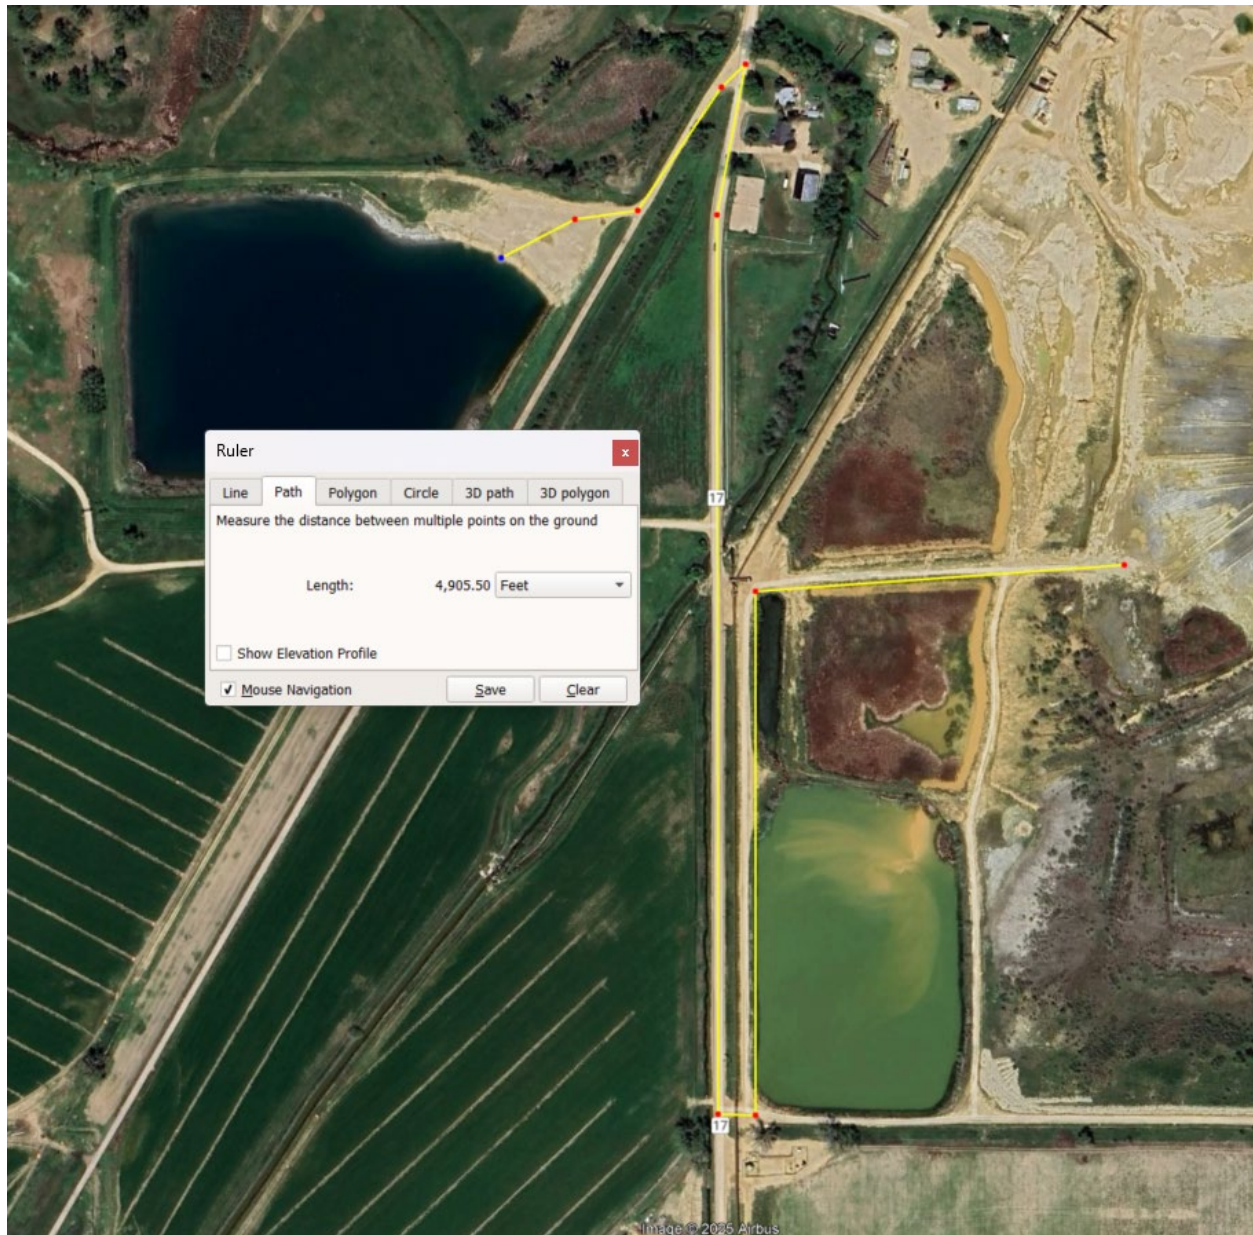 Ruler
x
Line Path Polygon Circle 3D path 3D polygon
Measure the distance between multiple points on the ground
Length: 4,905.50 Feet
Show Elevation Profile
Mouse Navigation Save Clear
17
17
Image © 2025 Airbus